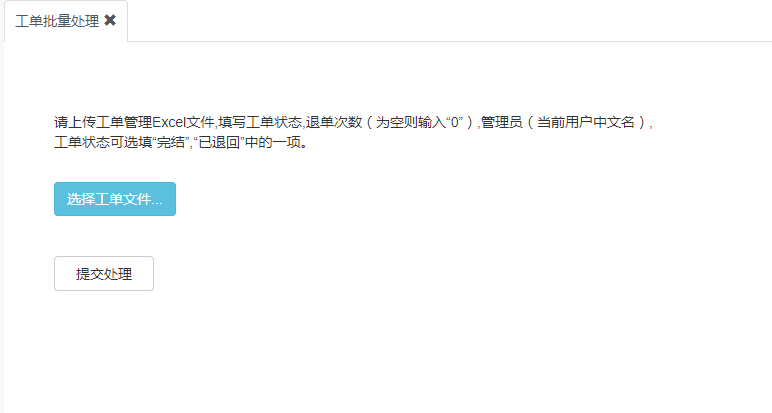 工单批量处理 ✖
请上传工单管理Excel文件,填写工单状态,退单次数（为空则输入“0”）,管理员（当前用户中文名）,
工单状态可选填“完结”,“已退回”中的一项。
选择工单文件...
提交处理